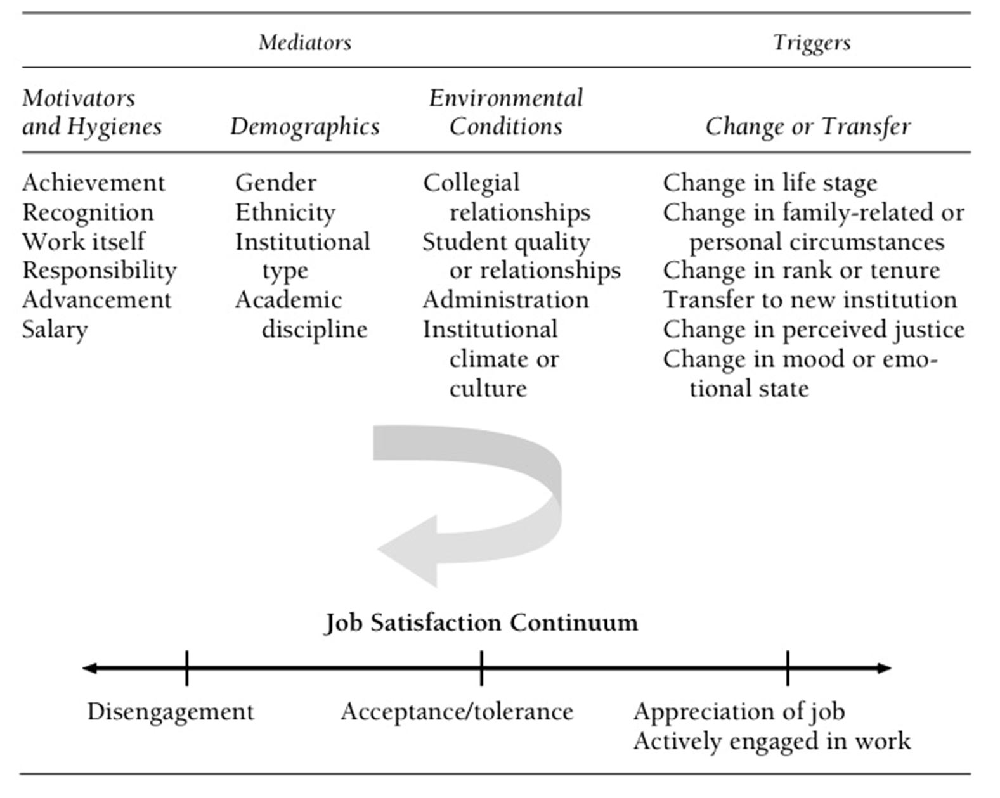 Mediators Triggers
Motivators
and Hygienes
Demographics
Environmental
Conditions
Change or Transfer
Achievement
Recognition
Work itself
Responsibility
Advancement
Salary
Gender
Ethnicity
Institutional
type
Academic
discipline
Collegial
relationships
Student quality
or relationships
Administration
Institutional
climate or
culture
Change in life stage
Change in family-related or
personal circumstances
Change in rank or tenure
Transfer to new institution
Change in perceived justice
Change in mood or emo-
tional state
Job Satisfaction Continuum
Disengagement
Acceptance/tolerance
Appreciation of job
Actively engaged in work